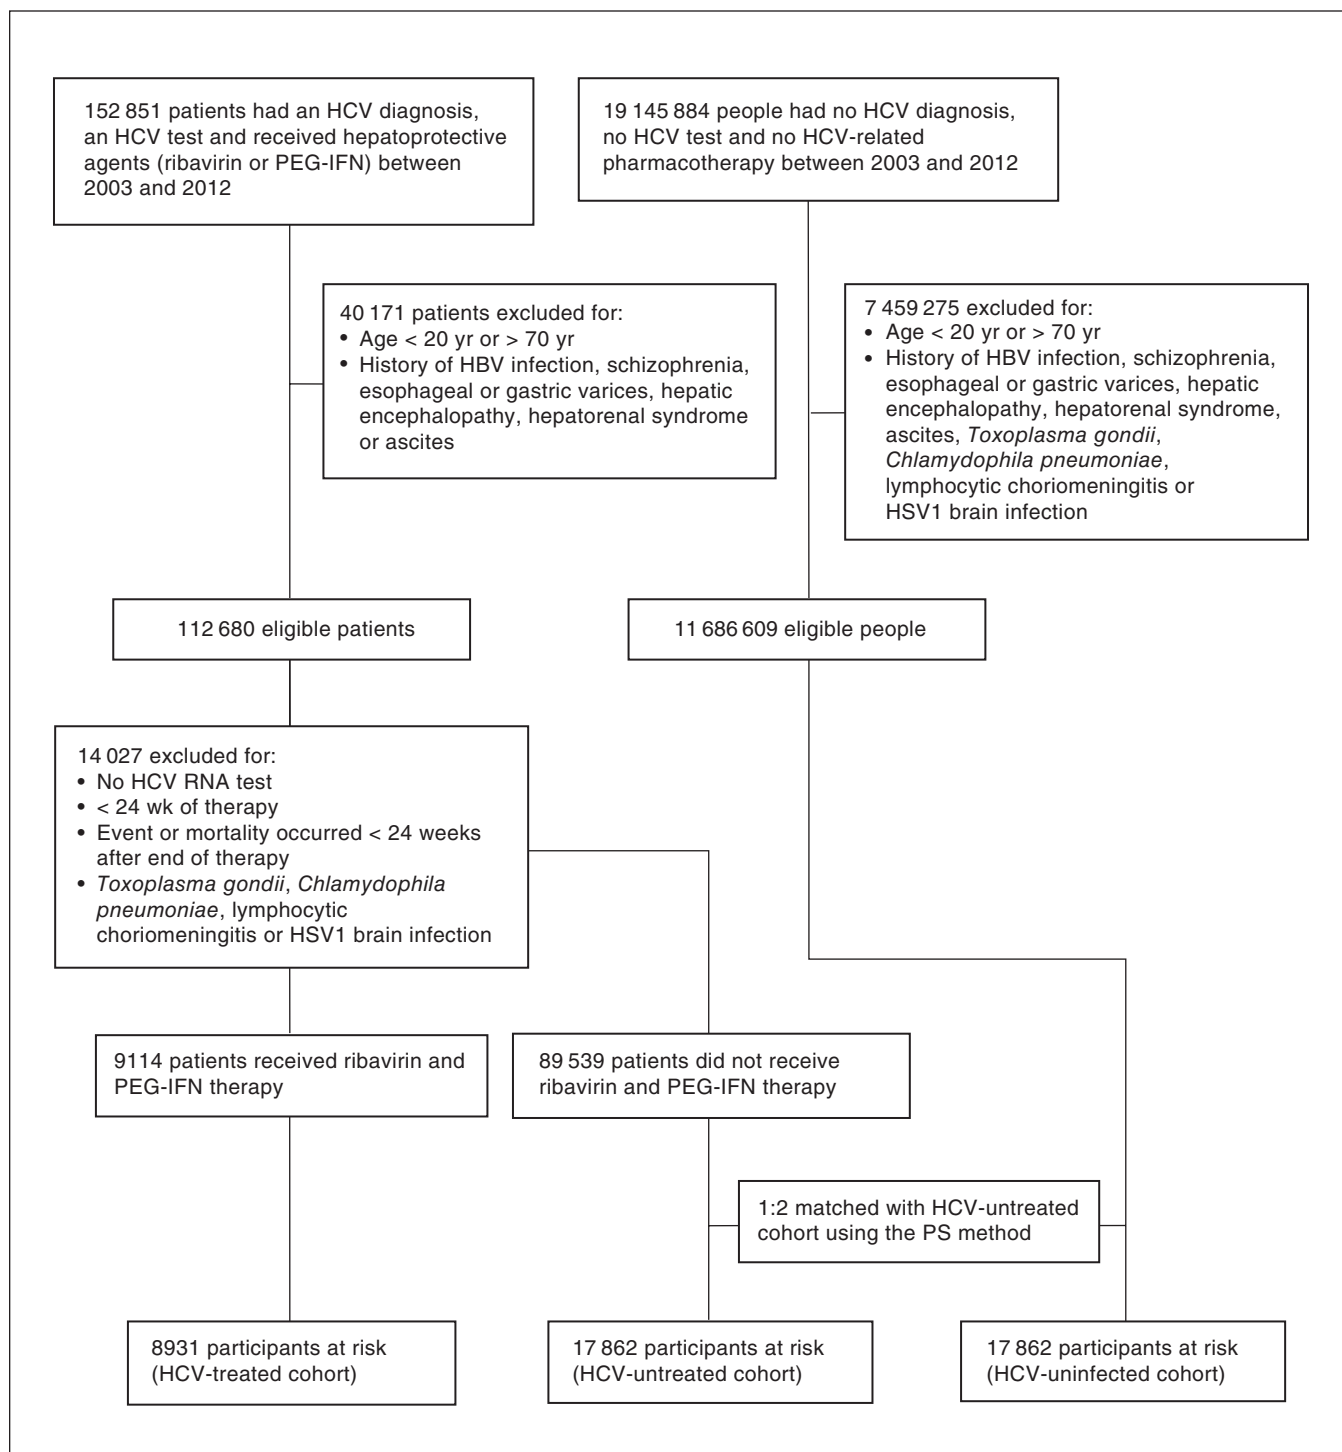 152 851 patients had an HCV diagnosis,
an HCV test and received hepatoprotective
agents (ribavirin or PEG-IFN) between
2003 and 2012
19 145 884 people had no HCV diagnosis,
no HCV test and no HCV-related
pharmacotherapy between 2003 and 2012
40 171 patients excluded for:
• Age < 20 yr or > 70 yr
• History of HBV infection, schizophrenia,
esophageal or gastric varices, hepatic
encephalopathy, hepatorenal syndrome
or ascites
7 459 275 excluded for:
• Age < 20 yr or > 70 yr
• History of HBV infection, schizophrenia,
esophageal or gastric varices, hepatic
encephalopathy, hepatorenal syndrome,
ascites, Toxoplasma gondii,
Chlamydophila pneumoniae,
lymphocytic choriomeningitis or
HSV1 brain infection
112 680 eligible patients
11 686 609 eligible people
14 027 excluded for:
• No HCV RNA test
• < 24 wk of therapy
• Event or mortality occurred < 24 weeks
after end of therapy
• Toxoplasma gondii, Chlamydophila
pneumoniae, lymphocytic
choriomeningitis or HSV1 brain infection
9114 patients received ribavirin and
PEG-IFN therapy
89 539 patients did not receive
ribavirin and PEG-IFN therapy
1:2 matched with HCV-untreated
cohort using the PS method
8931 participants at risk
(HCV-treated cohort)
17 862 participants at risk
(HCV-untreated cohort)
17 862 participants at risk
(HCV-uninfected cohort)